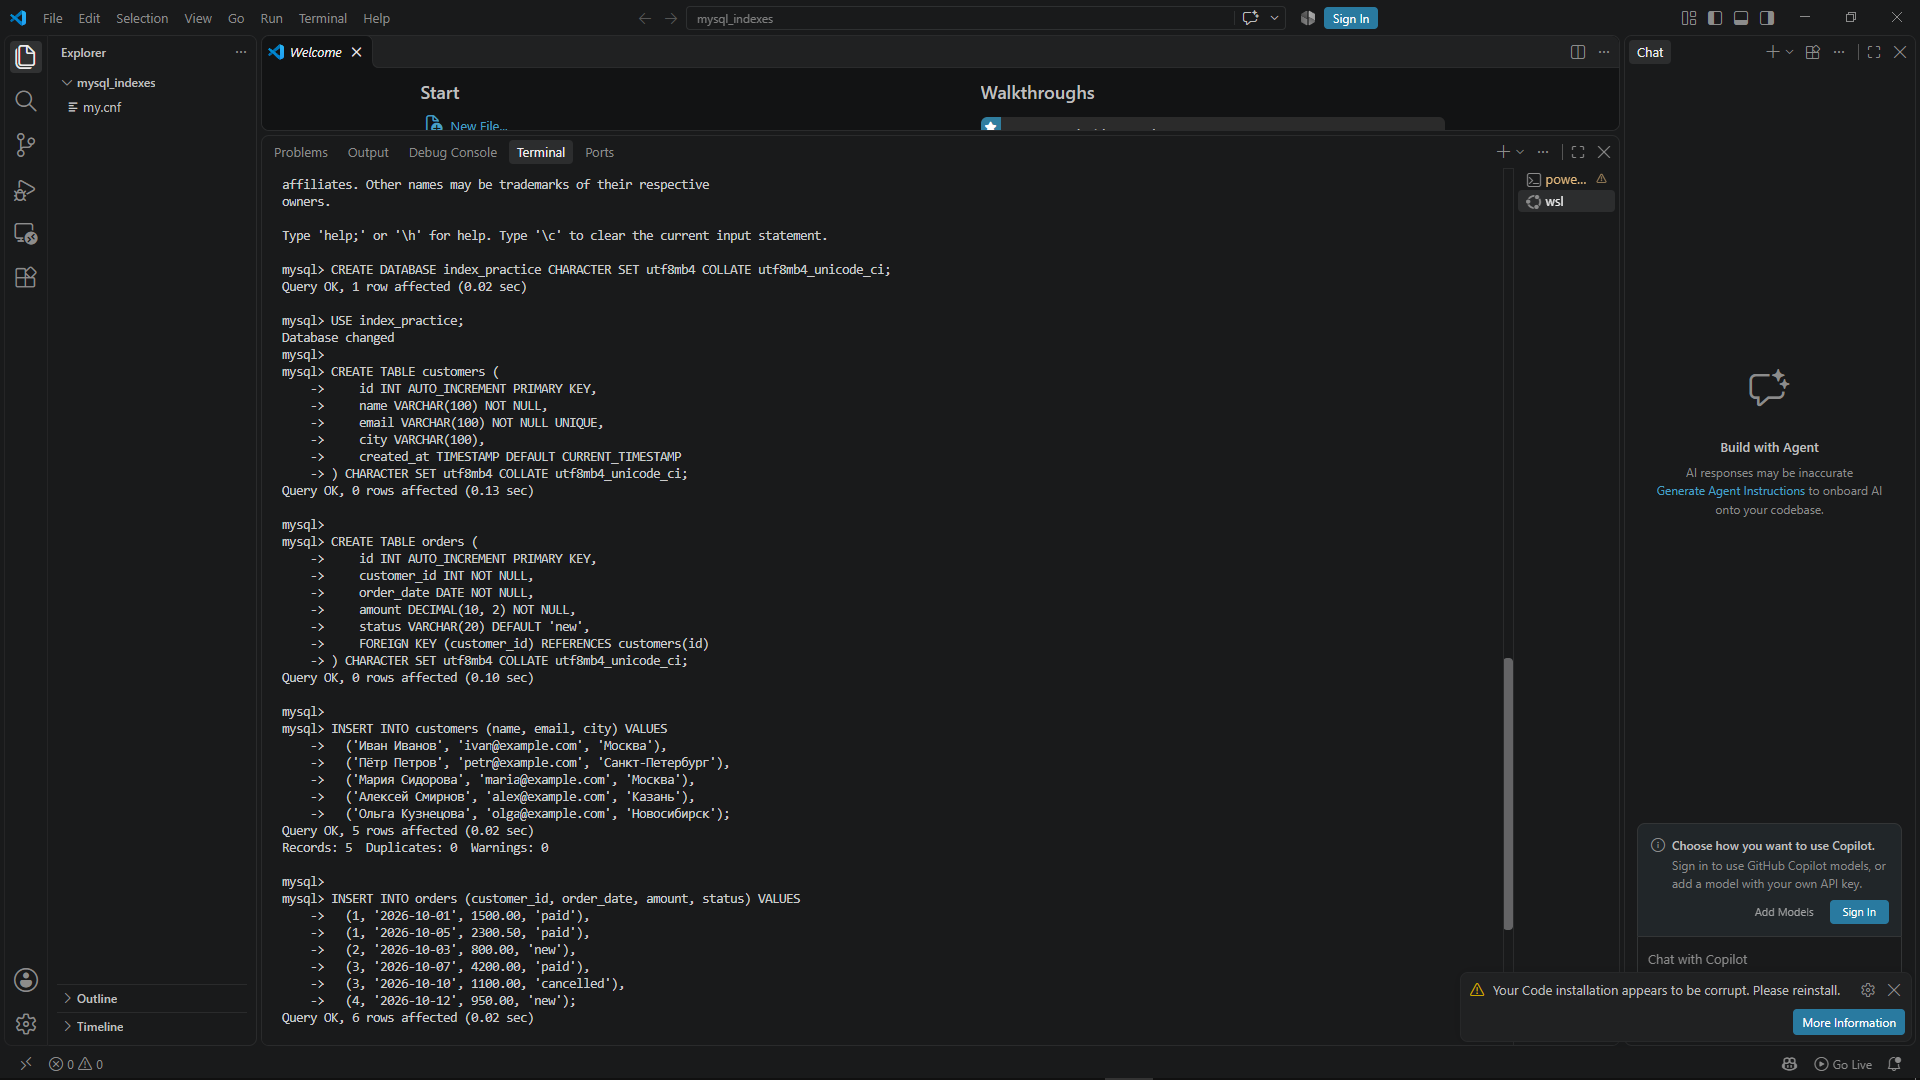 File Edit Selection View Go Run Terminal Help
mysql_indexes
Sign In
Explorer
mysql_indexes
my.cnf
Outline
Timeline
Welcome
Start
New File...
Walkthroughs
Problems Output Debug Console Terminal Ports
powe...
wsl
affiliates. Other names may be trademarks of their respective
owners.
Type 'help;' or '\h' for help. Type '\c' to clear the current input statement.
mysql> CREATE DATABASE index_practice CHARACTER SET utf8mb4 COLLATE utf8mb4_unicode_ci;
Query OK, 1 row affected (0.02 sec)
mysql> USE index_practice;
Database changed
mysql>
mysql> CREATE TABLE customers (
    ->     id INT AUTO_INCREMENT PRIMARY KEY,
    ->     name VARCHAR(100) NOT NULL,
    ->     email VARCHAR(100) NOT NULL UNIQUE,
    ->     city VARCHAR(100),
    ->     created_at TIMESTAMP DEFAULT CURRENT_TIMESTAMP
    -> ) CHARACTER SET utf8mb4 COLLATE utf8mb4_unicode_ci;
Query OK, 0 rows affected (0.13 sec)
mysql>
mysql> CREATE TABLE orders (
    ->     id INT AUTO_INCREMENT PRIMARY KEY,
    ->     customer_id INT NOT NULL,
    ->     order_date DATE NOT NULL,
    ->     amount DECIMAL(10, 2) NOT NULL,
    ->     status VARCHAR(20) DEFAULT 'new',
    ->     FOREIGN KEY (customer_id) REFERENCES customers(id)
    -> ) CHARACTER SET utf8mb4 COLLATE utf8mb4_unicode_ci;
Query OK, 0 rows affected (0.10 sec)
mysql>
mysql> INSERT INTO customers (name, email, city) VALUES
    ->   ('Иван Иванов', 'ivan@example.com', 'Москва'),
    ->   ('Пётр Петров', 'petr@example.com', 'Санкт-Петербург'),
    ->   ('Мария Сидорова', 'maria@example.com', 'Москва'),
    ->   ('Алексей Смирнов', 'alex@example.com', 'Казань'),
    ->   ('Ольга Кузнецова', 'olga@example.com', 'Новосибирск');
Query OK, 5 rows affected (0.02 sec)
Records: 5  Duplicates: 0  Warnings: 0
mysql>
mysql> INSERT INTO orders (customer_id, order_date, amount, status) VALUES
    ->   (1, '2026-10-01', 1500.00, 'paid'),
    ->   (1, '2026-10-05', 2300.50, 'paid'),
    ->   (2, '2026-10-03', 800.00, 'new'),
    ->   (3, '2026-10-07', 4200.00, 'paid'),
    ->   (3, '2026-10-10', 1100.00, 'cancelled'),
    ->   (4, '2026-10-12', 950.00, 'new');
Query OK, 6 rows affected (0.02 sec)
Chat
Build with Agent
AI responses may be inaccurate
Generate Agent Instructions to onboard AI
onto your codebase.
Choose how you want to use Copilot.
Sign in to use GitHub Copilot models, or
add a model with your own API key.
Add Models Sign In
Chat with Copilot
Your Code installation appears to be corrupt. Please reinstall.
More Information
0 0
Go Live